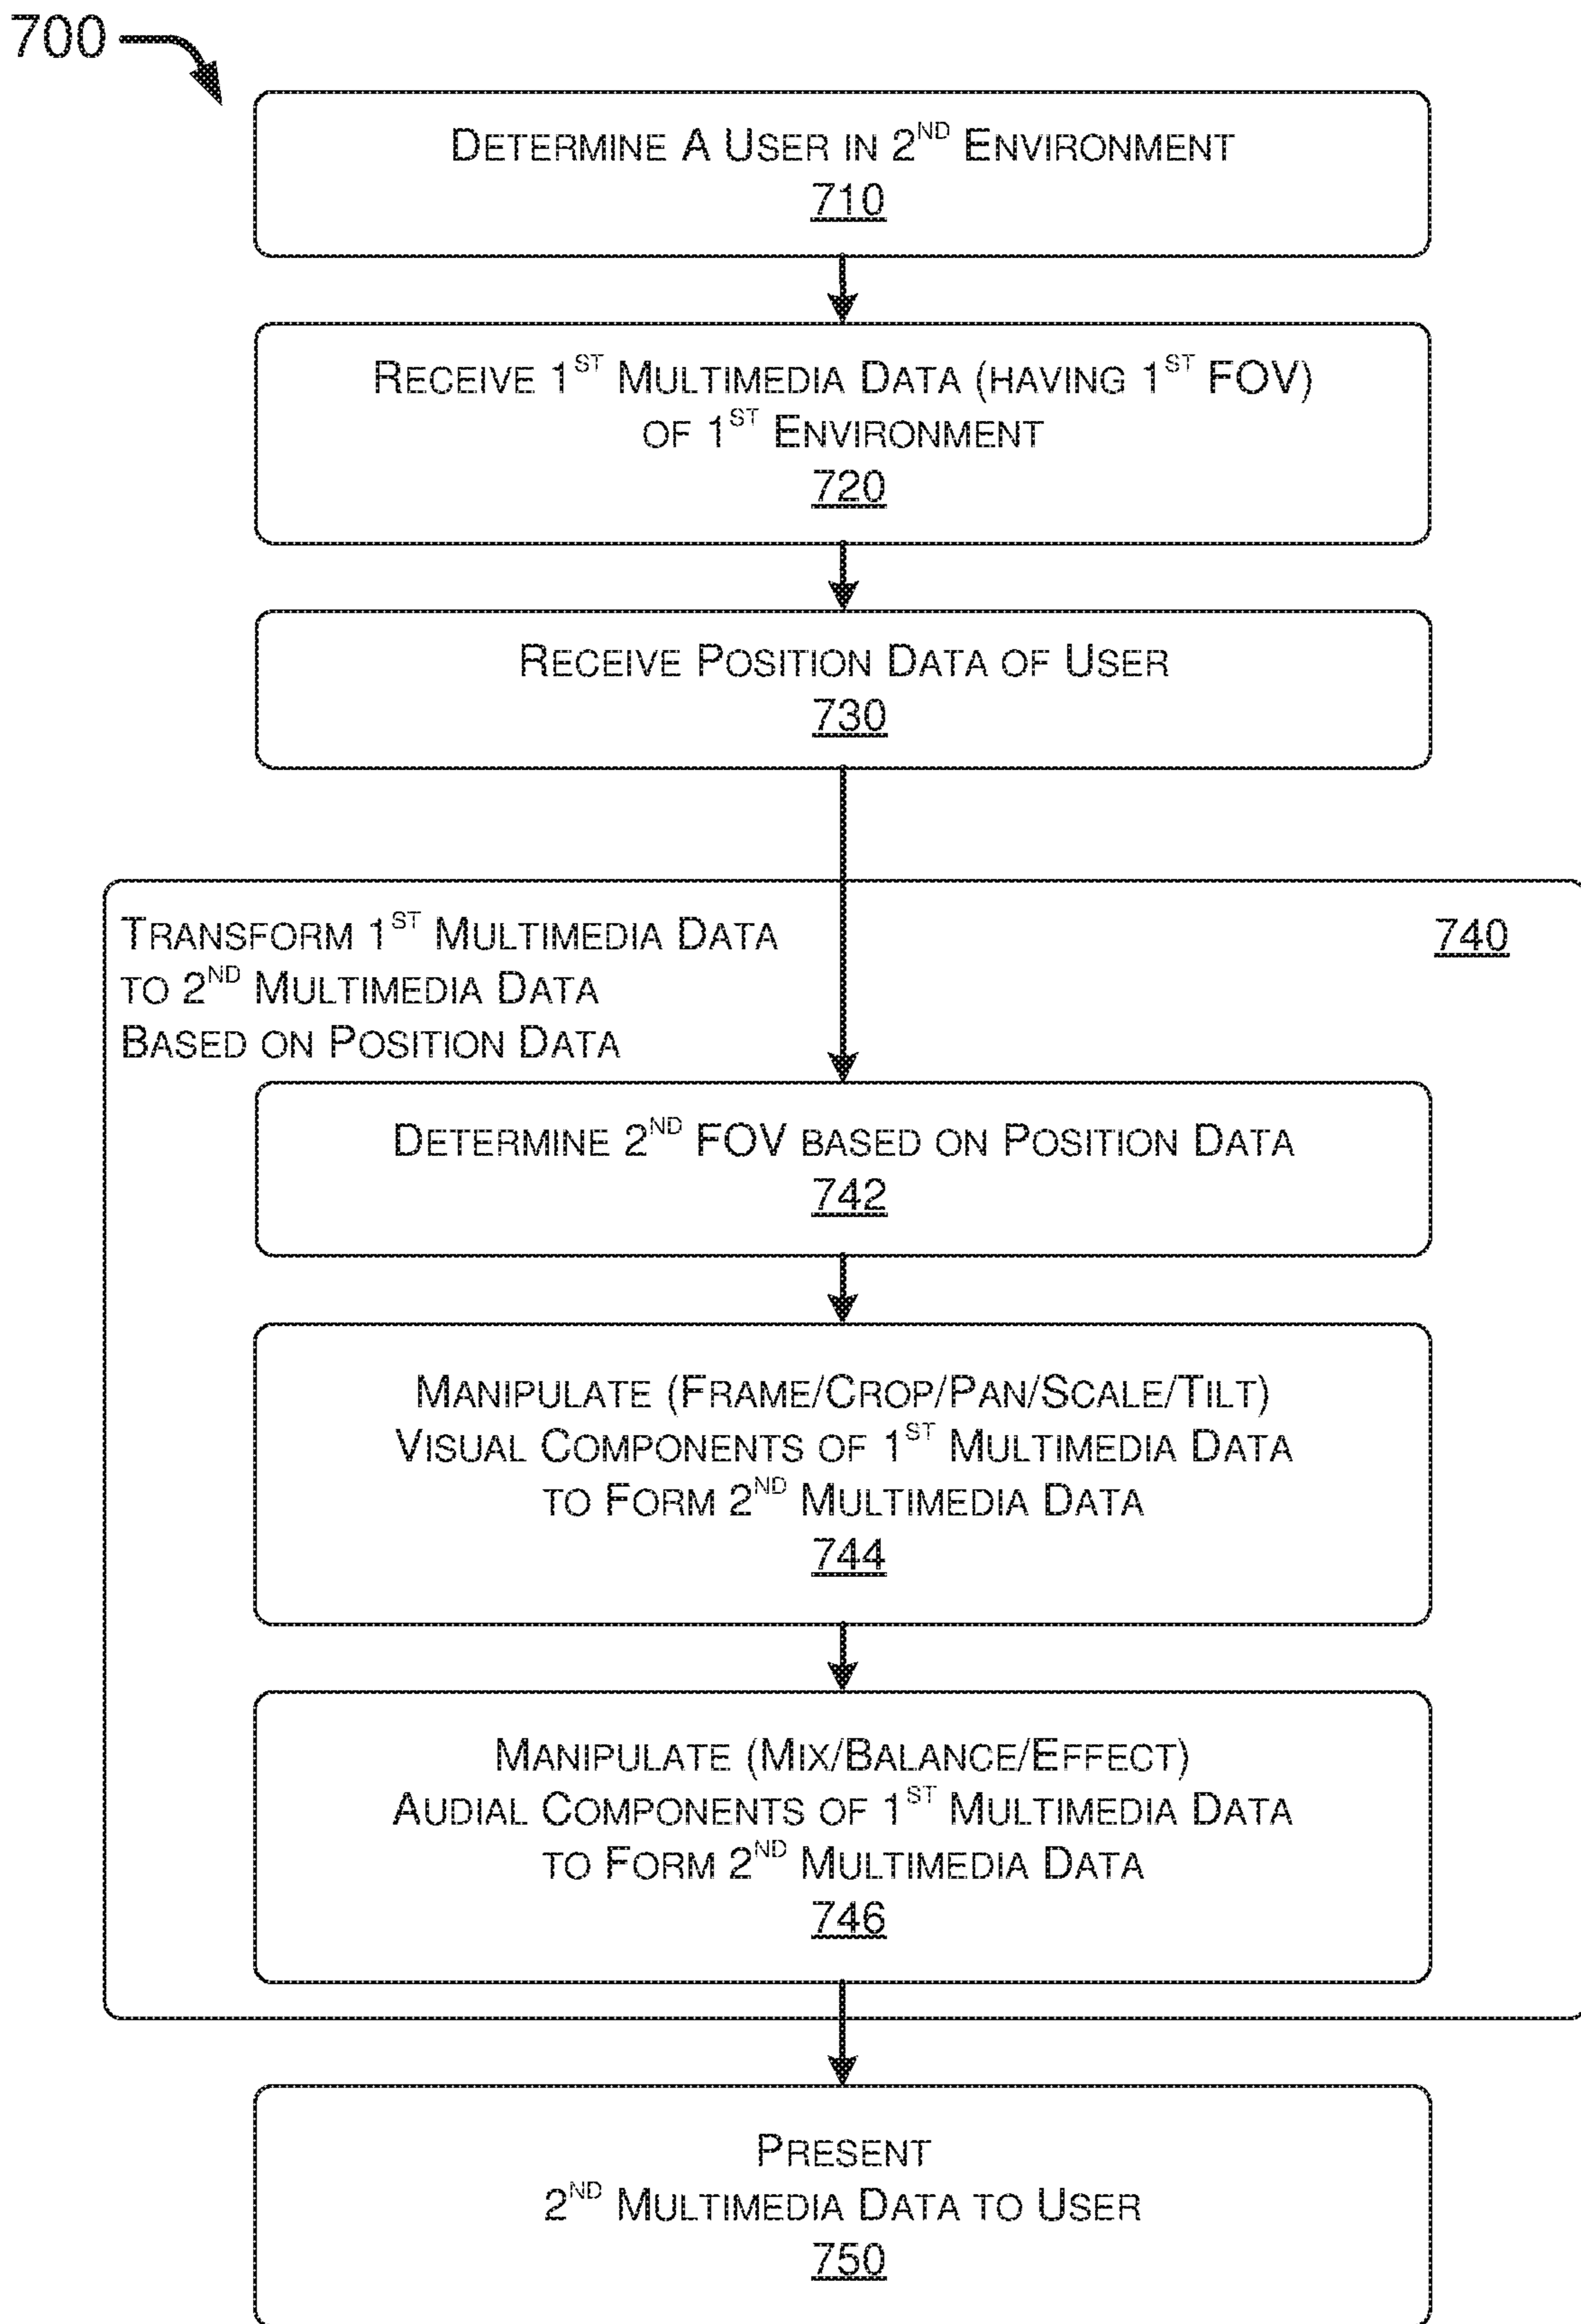 700
DETERMINE A USER IN 2ND ENVIRONMENT
710
RECEIVE 1ST MULTIMEDIA DATA (HAVING 1ST FOV)
OF 1ST ENVIRONMENT
720
RECEIVE POSITION DATA OF USER
730
TRANSFORM 1ST MULTIMEDIA DATA
TO 2ND MULTIMEDIA DATA
BASED ON POSITION DATA
740
DETERMINE 2ND FOV BASED ON POSITION DATA
742
MANIPULATE (FRAME/CROP/PAN/SCALE/TILT)
VISUAL COMPONENTS OF 1ST MULTIMEDIA DATA
TO FORM 2ND MULTIMEDIA DATA
744
MANIPULATE (MIX/BALANCE/EFFECT)
AUDIAL COMPONENTS OF 1ST MULTIMEDIA DATA
TO FORM 2ND MULTIMEDIA DATA
746
PRESENT
2ND MULTIMEDIA DATA TO USER
750